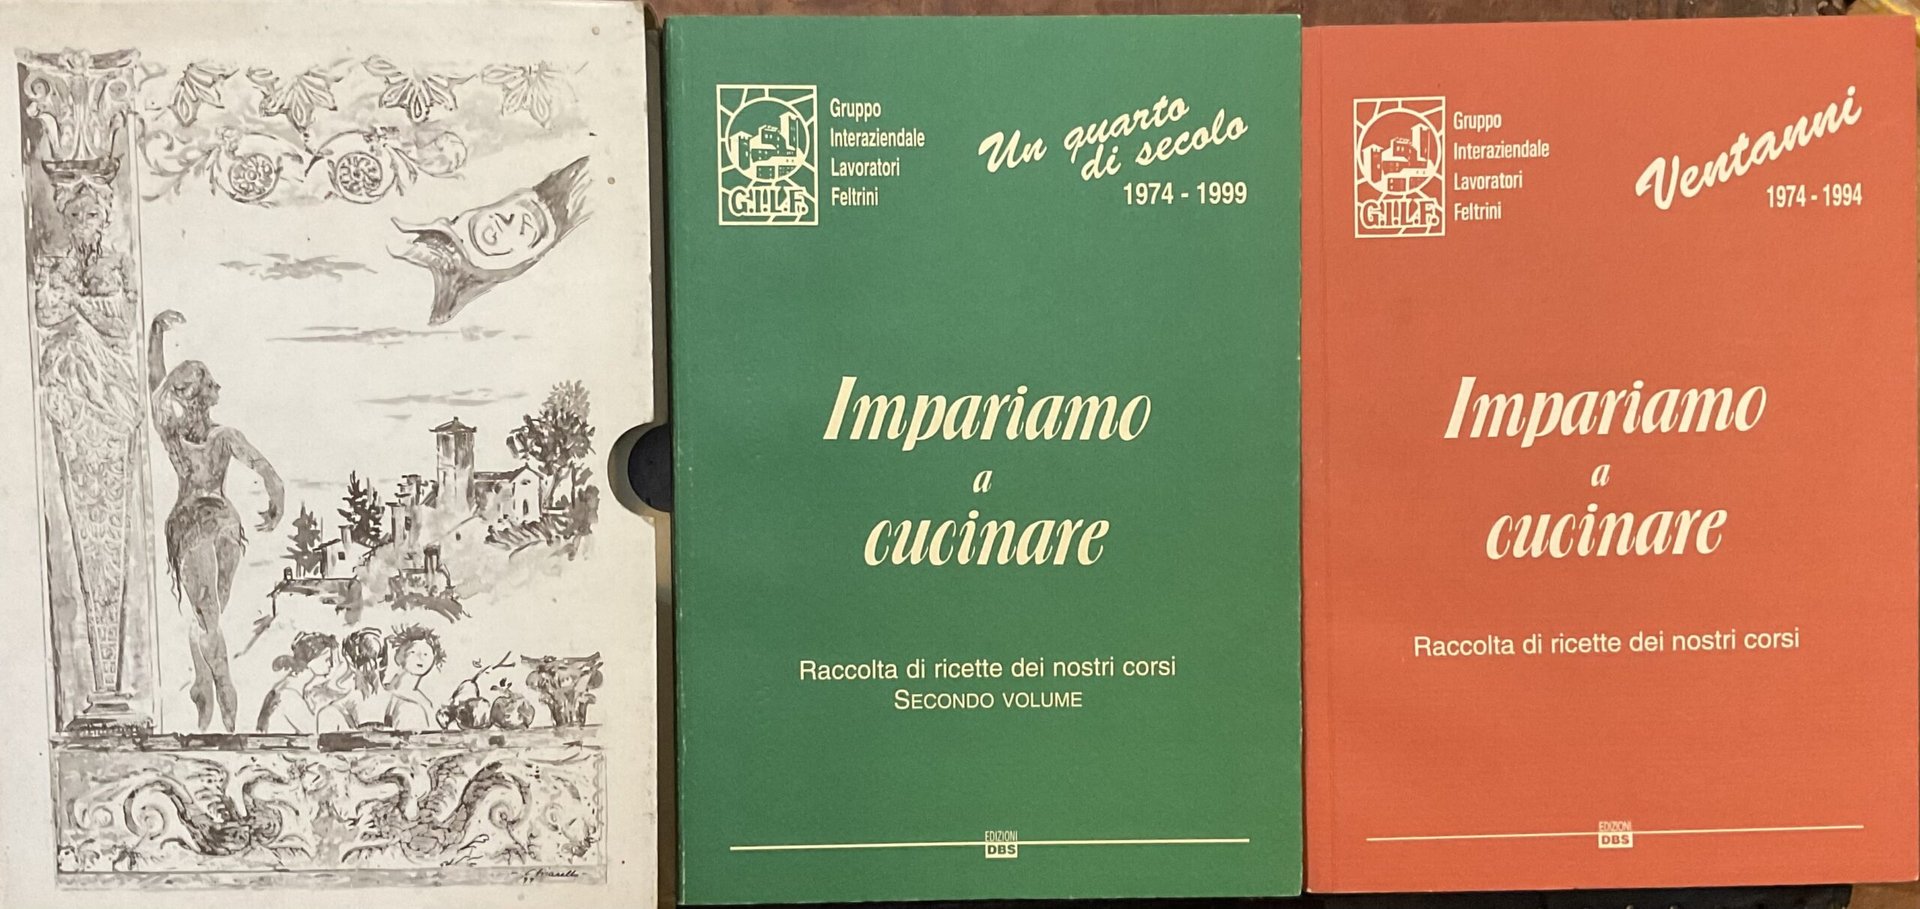 Gruppo
Interaziendale
Lavoratori
Feltrini
G.I.L.F.
Un quarto
di secolo
1974 - 1999
Impariamo
a
cucinare
Raccolta di ricette dei nostri corsi
SECONDO VOLUME
EDIZIONI
DBS
Gruppo
Interaziendale
Lavoratori
Feltrini
G.I.L.F.
Ventanni
1974 - 1994
Impariamo
a
cucinare
Raccolta di ricette dei nostri corsi
EDIZIONI
DBS